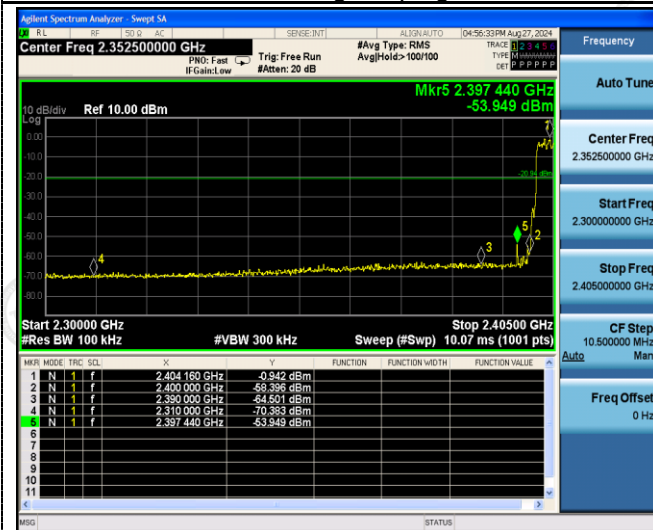 Agilent Spectrum Analyzer - Swept SA
RL RF 50 Ω AC SENSE:INT ALIGNAUTO 04:56:33 PM Aug 27, 2024
Center Freq 2.352500000 GHz
PNO: Fast Trig: Free Run
IFGain:Low #Atten: 20 dB
#Avg Type: RMS
Avg|Hold:>100/100
TRACE 1 2 3 4 5 6
TYPE M
DET P P P P P P
Mkr5 2.397 440 GHz
-53.949 dBm
10 dB/div Ref 10.00 dBm
Log
0.00
-10.0
-20.0
-30.0
-40.0
-50.0
-60.0
-70.0
-80.0
-20.94 dBm
1
5
2
3
4
Start 2.30000 GHz Stop 2.40500 GHz
#Res BW 100 kHz #VBW 300 kHz Sweep (#Swp) 10.07 ms (1001 pts)
MKR MODE TRC SCL X Y FUNCTION FUNCTION WIDTH FUNCTION VALUE
1 N 1 f 2.404 160 GHz -0.942 dBm
2 N 1 f 2.400 000 GHz -58.396 dBm
3 N 1 f 2.390 000 GHz -64.501 dBm
4 N 1 f 2.310 000 GHz -70.383 dBm
5 N 1 f 2.397 440 GHz -53.949 dBm
6
7
8
9
10
11
MSG STATUS
Frequency
Auto Tune
Center Freq
2.352500000 GHz
Start Freq
2.300000000 GHz
Stop Freq
2.405000000 GHz
CF Step
10.500000 MHz
Auto Man
Freq Offset
0 Hz